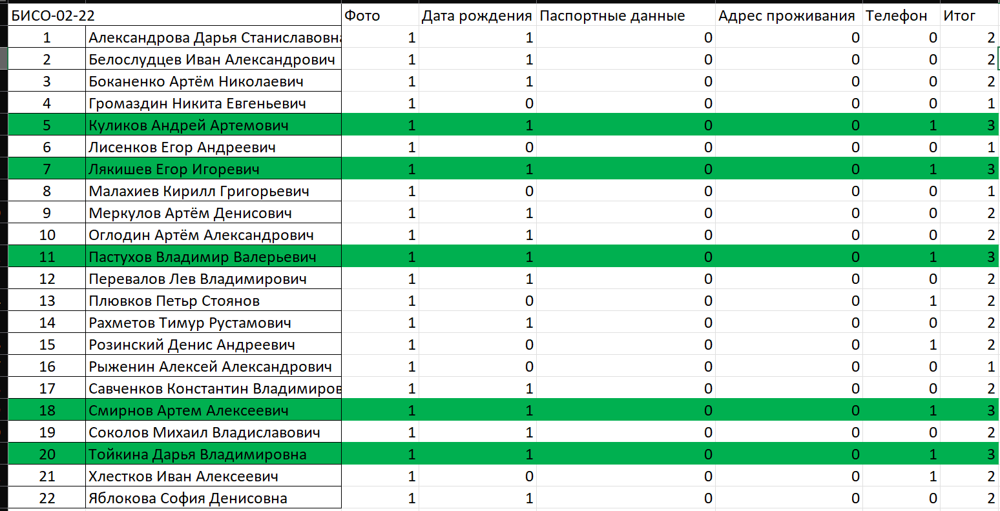 БИСО-02-22 Фото Дата рождения Паспортные данные Адрес проживания Телефон Итог
1 Александрова Дарья Станиславовна 1 1 0 0 0 2
2 Белослудцев Иван Александрович 1 1 0 0 0 2
3 Боканенко Артём Николаевич 1 1 0 0 0 2
4 Громаздин Никита Евгеньевич 1 0 0 0 0 1
5 Куликов Андрей Артемович 1 1 0 0 1 3
6 Лисенков Егор Андреевич 1 0 0 0 0 1
7 Лякишев Егор Игоревич 1 1 0 0 1 3
8 Малахиев Кирилл Григорьевич 1 0 0 0 0 1
9 Меркулов Артём Денисович 1 1 0 0 0 2
10 Оглодин Артём Александрович 1 1 0 0 0 2
11 Пастухов Владимир Валерьевич 1 1 0 0 1 3
12 Перевалов Лев Владимирович 1 1 0 0 0 2
13 Плювков Петьр Стоянов 1 0 0 0 1 2
14 Рахметов Тимур Рустамович 1 1 0 0 0 2
15 Розинский Денис Андреевич 1 0 0 0 1 2
16 Рыженин Алексей Александрович 1 0 0 0 0 1
17 Савченков Константин Владимиров 1 1 0 0 0 2
18 Смирнов Артем Алексеевич 1 1 0 0 1 3
19 Соколов Михаил Владиславович 1 1 0 0 0 2
20 Тойкина Дарья Владимировна 1 1 0 0 1 3
21 Хлестков Иван Алексеевич 1 0 0 0 1 2
22 Яблокова София Денисовна 1 1 0 0 0 2